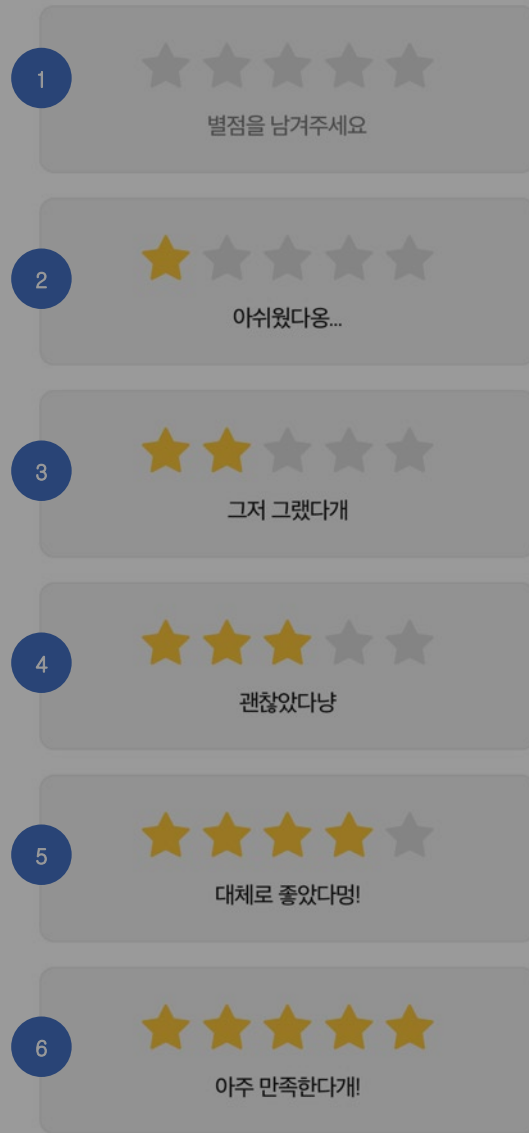 1
별점을 남겨주세요
2
아쉬웠다옹...
3
그저 그랬다개
4
괜찮았다냥
5
대체로 좋았다멍!
6
아주 만족한다개!